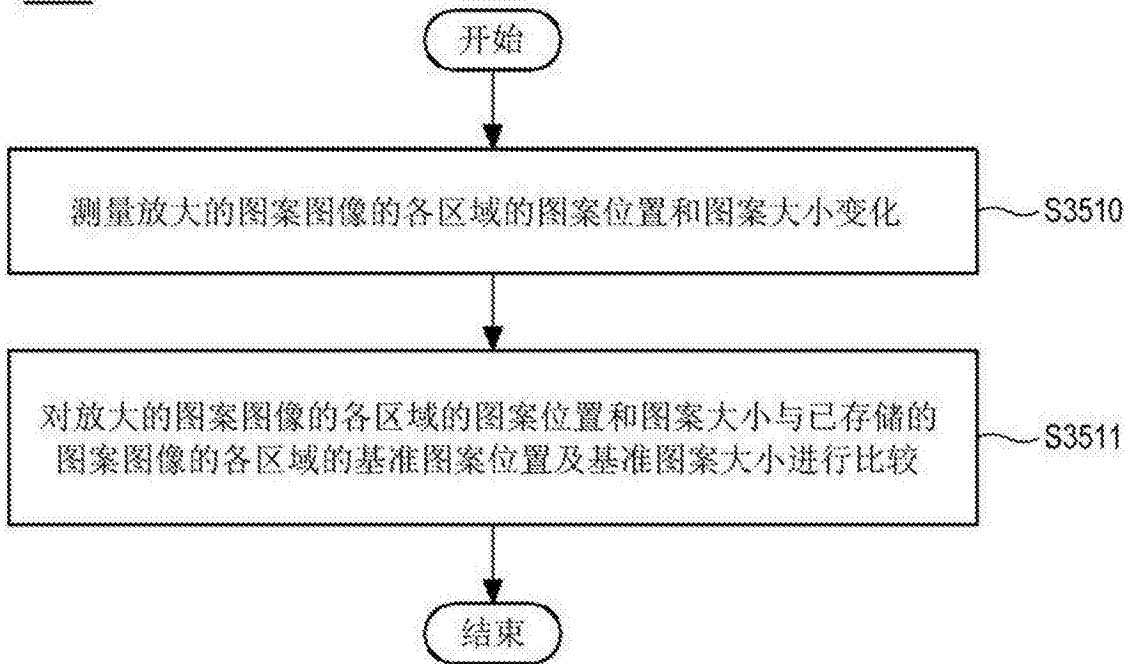 开始
测量放大的图案图像的各区域的图案位置和图案大小变化
S3510
对放大的图案图像的各区域的图案位置和图案大小与已存储的
图案图像的各区域的基准图案位置及基准图案大小进行比较
S3511
结束